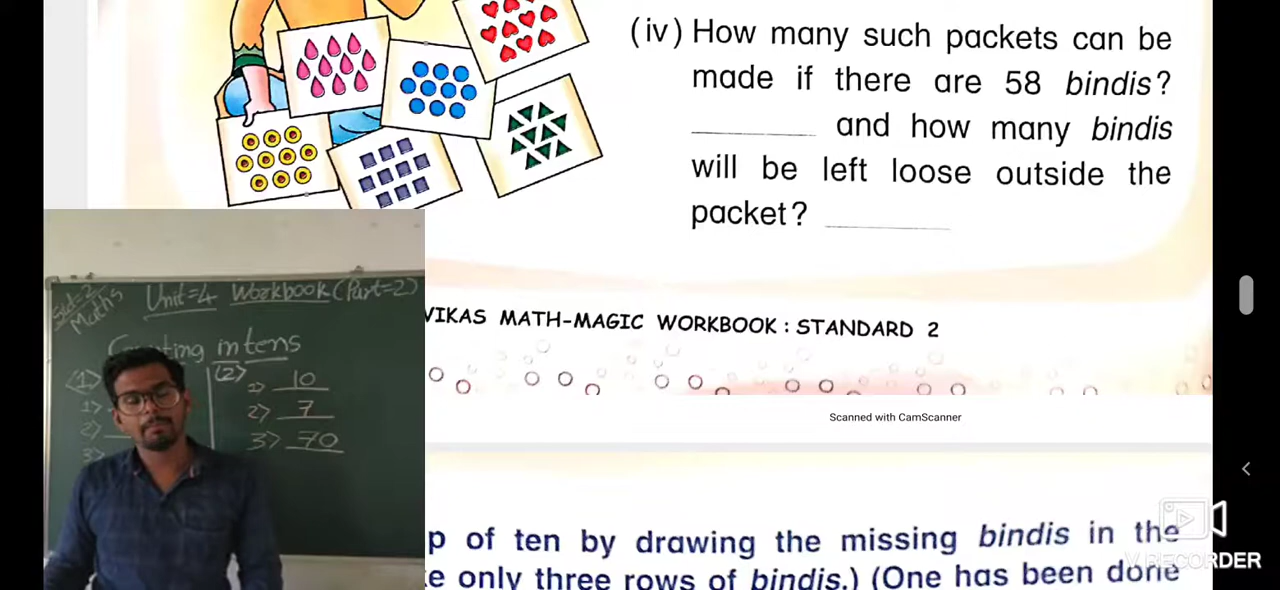 (iv) How many such packets can be
made if there are 58 bindis?
_________ and how many bindis
will be left loose outside the
packet? _________
Std=2
Maths
Unit=4 Workbook (Part=2)
in tens
<1>
1>
2>
3>
<2>
1> 10
2> 7
3> 70
VIKAS MATH-MAGIC WORKBOOK : STANDARD 2
Scanned with CamScanner
p of ten by drawing the missing bindis in the
e only three rows of bindis.) (One has been done
V RECORDER